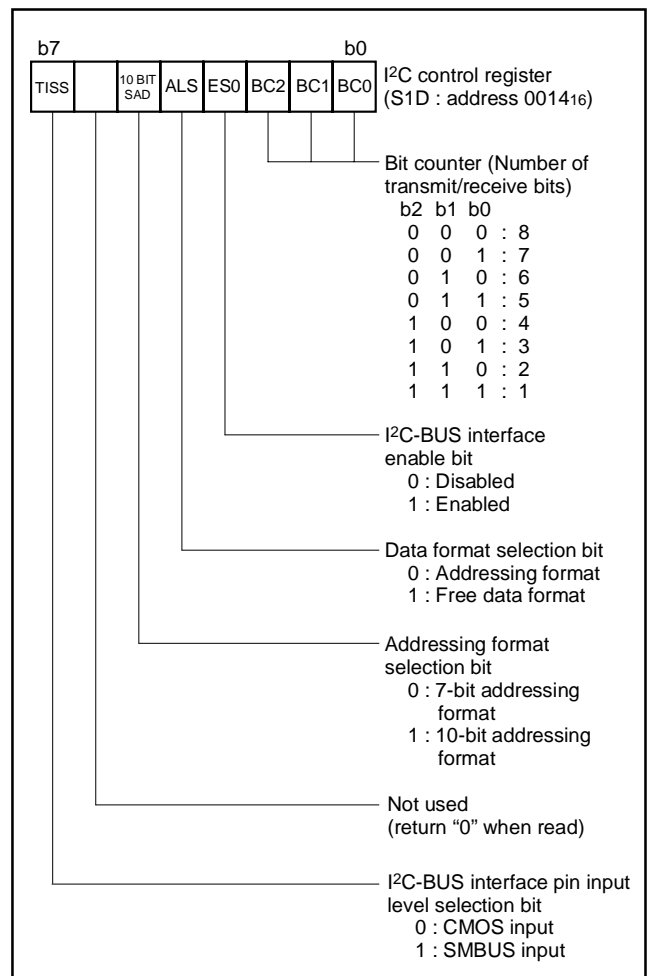 b7 b0
TISS 10 BIT SAD ALS ES0 BC2 BC1 BC0
I2C control register
(S1D : address 001416)
Bit counter (Number of
transmit/receive bits)
b2 b1 b0
0 0 0 : 8
0 0 1 : 7
0 1 0 : 6
0 1 1 : 5
1 0 0 : 4
1 0 1 : 3
1 1 0 : 2
1 1 1 : 1
I2C-BUS interface
enable bit
0 : Disabled
1 : Enabled
Data format selection bit
0 : Addressing format
1 : Free data format
Addressing format
selection bit
0 : 7-bit addressing
format
1 : 10-bit addressing
format
Not used
(return “0” when read)
I2C-BUS interface pin input
level selection bit
0 : CMOS input
1 : SMBUS input